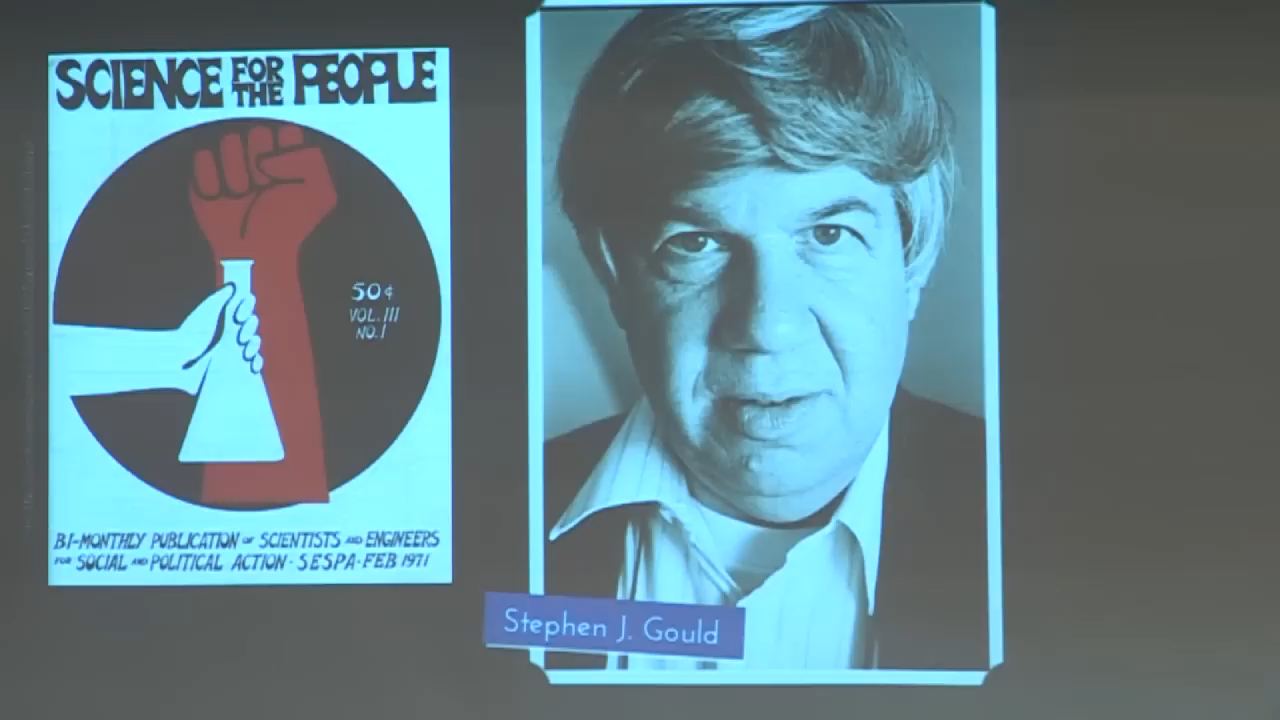 SCIENCE FOR THE PEOPLE
50¢
VOL. III
NO. 1
BI-MONTHLY PUBLICATION OF SCIENTISTS AND ENGINEERS
FOR SOCIAL AND POLITICAL ACTION · SESPA · FEB 1971
Stephen J. Gould